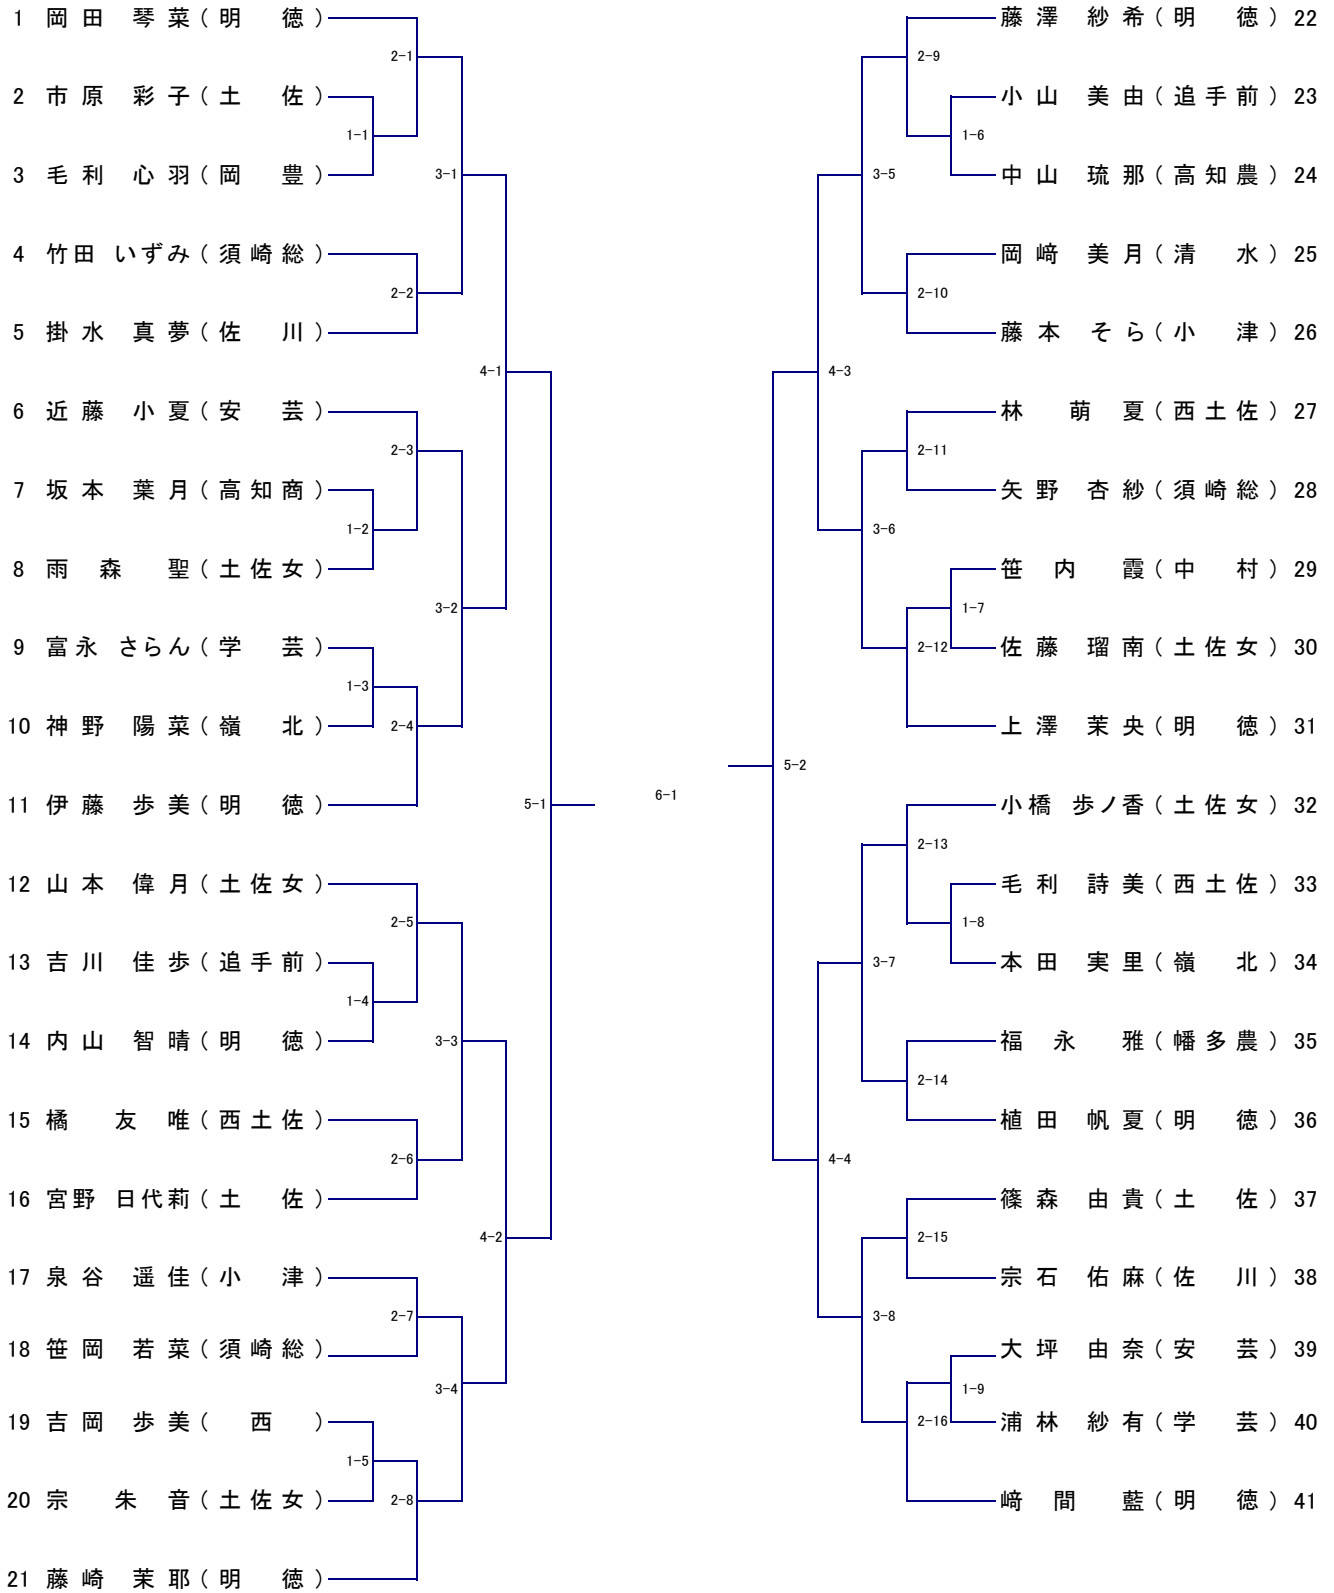 1 岡田 琴菜（明 徳）
2-1
2 市原 彩子（土 佐）
1-1
3 毛利 心羽（岡 豊）
3-1
4 竹田 いずみ（須崎総）
2-2
5 掛水 真夢（佐 川）
4-1
6 近藤 小夏（安 芸）
2-3
7 坂本 葉月（高知商）
1-2
8 雨森 聖（土佐女）
3-2
9 富永 さらん（学 芸）
1-3
10 神野 陽菜（嶺 北）
2-4
11 伊藤 歩美（明 徳）
5-1
12 山本 偉月（土佐女）
2-5
13 吉川 佳歩（追手前）
1-4
14 内山 智晴（明 徳）
3-3
15 橘 友唯（西土佐）
2-6
16 宮野 日代莉（土 佐）
4-2
17 泉谷 遥佳（小 津）
2-7
18 笹岡 若菜（須崎総）
3-4
19 吉岡 歩美（ 西 ）
1-5
20 宗 朱音（土佐女）
2-8
21 藤崎 茉耶（明 徳）
6-1
藤澤 紗希（明 徳）22
2-9
小山 美由（追手前）23
1-6
中山 琉那（高知農）24
3-5
岡﨑 美月（清 水）25
2-10
藤本 そら（小 津）26
4-3
林 萌夏（西土佐）27
2-11
矢野 杏紗（須崎総）28
3-6
笹内 霞（中 村）29
1-7
佐藤 瑠南（土佐女）30
2-12
上澤 茉央（明 徳）31
5-2
小橋 歩ノ香（土佐女）32
2-13
毛利 詩美（西土佐）33
1-8
本田 実里（嶺 北）34
3-7
福永 雅（幡多農）35
2-14
植田 帆夏（明 徳）36
4-4
篠森 由貴（土 佐）37
2-15
宗石 佑麻（佐 川）38
3-8
大坪 由奈（安 芸）39
1-9
浦林 紗有（学 芸）40
2-16
﨑間 藍（明 徳）41